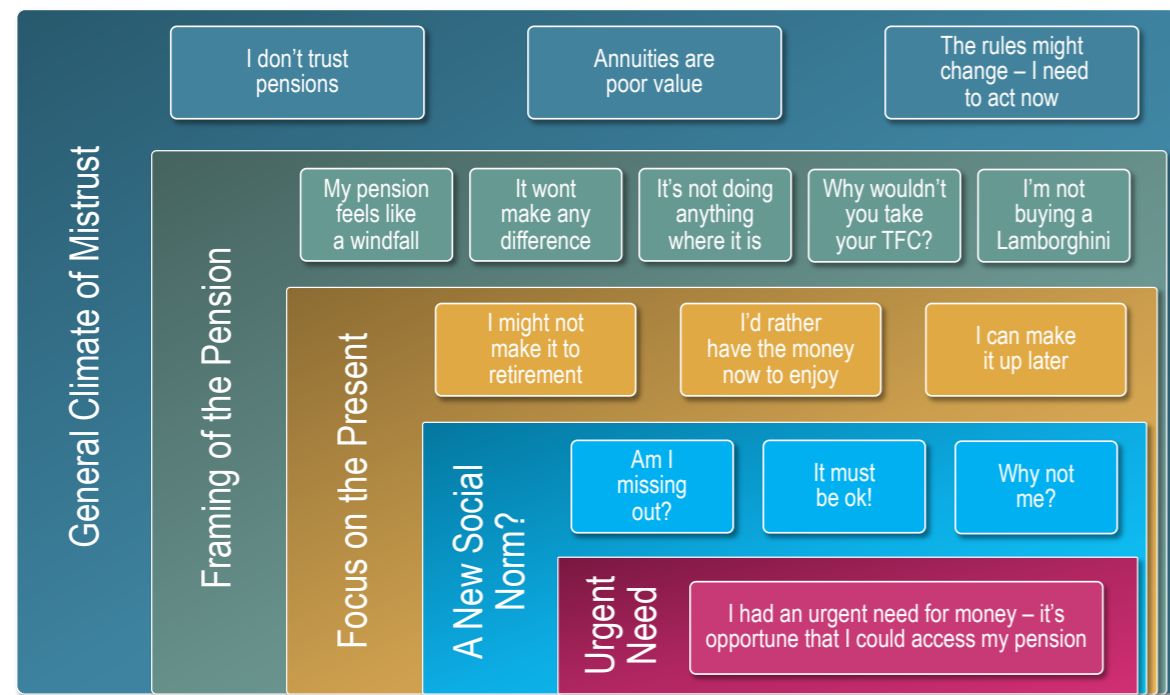 General Climate of Mistrust
I don’t trust
pensions
Annuities are
poor value
The rules might
change – I need
to act now
Framing of the Pension
My pension
feels like
a windfall
It wont
make any
difference
It’s not doing
anything
where it is
Why wouldn’t
you take
your TFC?
I’m not
buying a
Lamborghini
Focus on the Present
I might not
make it to
retirement
I’d rather
have the money
now to enjoy
I can make
it up later
A New Social
Norm?
Am I
missing
out?
It must
be ok!
Why not
me?
Urgent
Need
I had an urgent need for money – it’s
opportune that I could access my pension